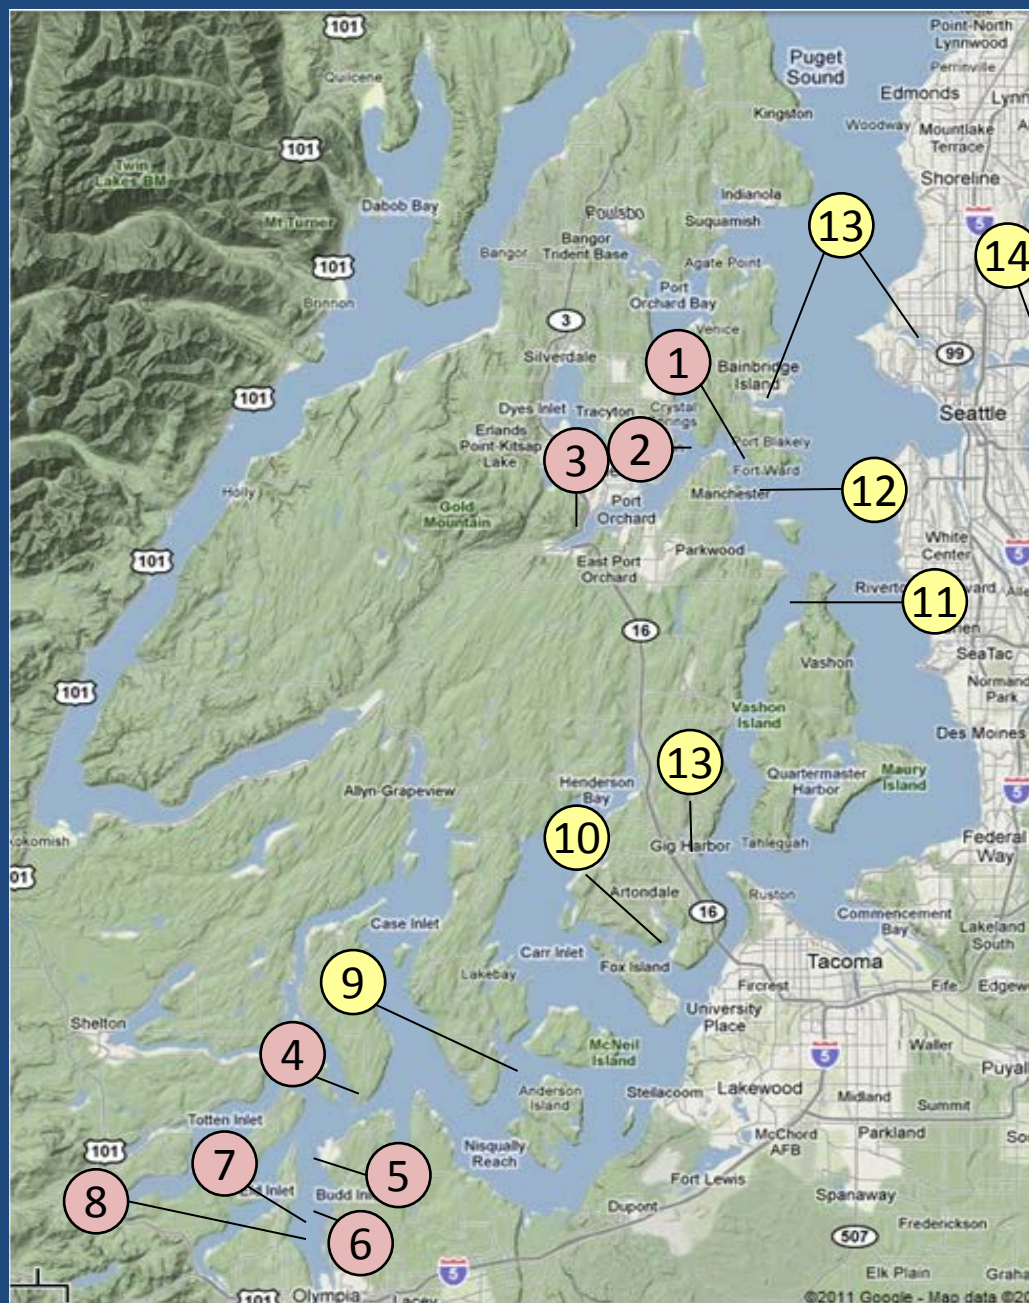 101
Point-North
Lynnwood
Puget
Sound
Perrinville
Quilcene
Edmonds
Lynn
Kingston
Woodway
Mountlake
Terrace
101
Twin
Lakes BM
Shoreline
Indianola
Dabob Bay
Poulsbo
Suquamish
13
5
Mt Turner
Bangor
Bangor
Trident Base
14
Agate Point
101
Port
Orchard Bay
Brinnon
3
Venice
1
99
Silverdale
Bainbridge
Island
101
Dyes Inlet
Tracyton
Crystal
Seattle
Erlands
Point-Kitsap
Lake
3
2
Port Blakely
Fort Ward
Holly
Manchester
12
Gold
Mountain
Port
Orchard
White
Center
5
101
East Port
Orchard
Parkwood
11
16
SeaTac
Vashon
101
Normand
Park
Vashon
Island
Des Moines
13
Henderson
Bay
Quartermaster
Harbor
Maury
Island
5
Allyn-Grapeview
10
Gig Harbor
Tahlequah
Federal
Way
okomish
01
Artondale
Ruston
16
Commencement
Bay
Lakeland
South
Case Inlet
Carr Inlet
Fox Island
Tacoma
9
Lakebay
Fircrest
Fife
Edgew
University
Place
Shelton
McNeil
Island
5
Waller
4
Puyal
Anderson
Island
Steilacoom
Lakewood
Midland
Summit
Totten Inlet
101
McChord
AFB
Parkland
Nisqually
Reach
7
5
8
Fort Lewis
Spanaway
Dupont
Frederickson
6
507
5
Elk Plain
Graha
101
Olympia
Lacey
©2011 Google - Map data ©20